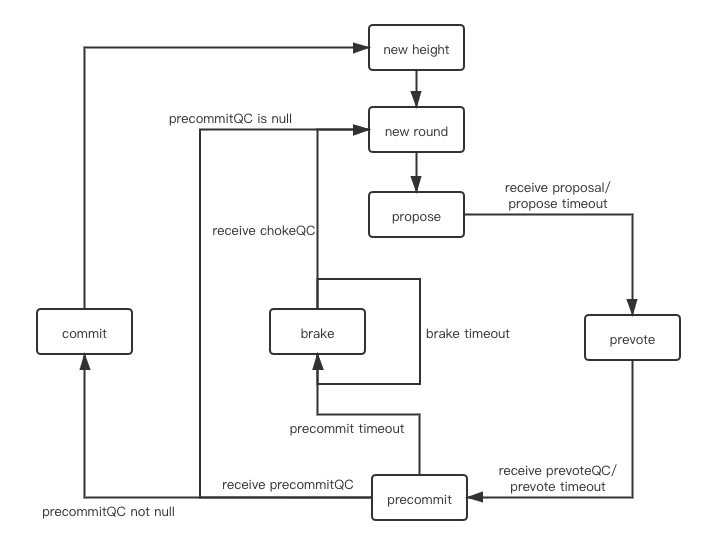 new height
precommitQC is null
new round
receive proposal/
propose timeout
propose
receive chokeQC
commit
brake
brake timeout
prevote
precommit timeout
receive prevoteQC/
prevote timeout
receive precommitQC
precommit
precommitQC not null